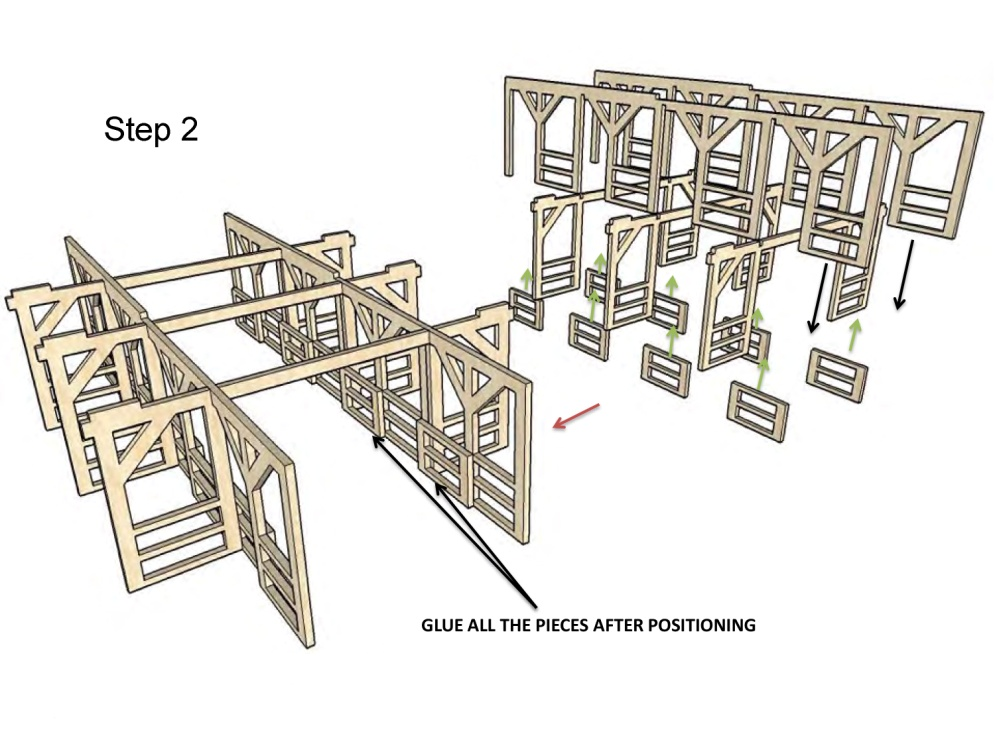 Step 2
GLUE ALL THE PIECES AFTER POSITIONING